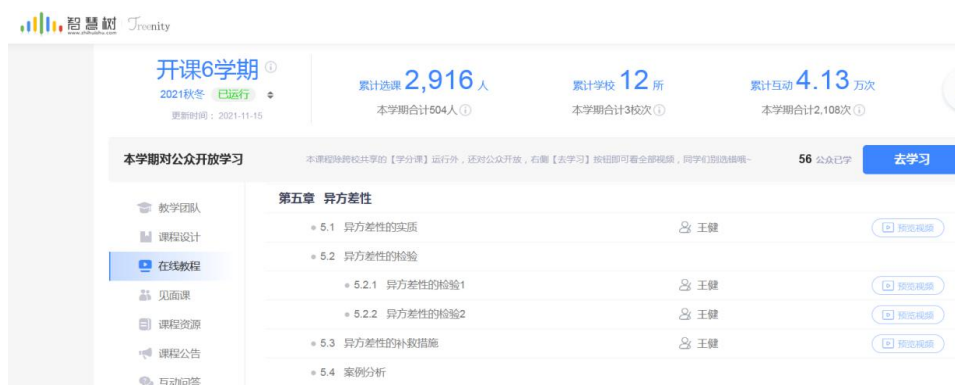 智慧树 Treenity
www.zhihuishu.com
开课6学期
2021秋冬 已运行
更新时间：2021-11-15
累计选课 2,916 人
本学期合计504人
累计学校 12 所
本学期合计3校次
累计互动 4.13 万次
本学期合计2,108次
本学期对公众开放学习
本课程除跨校共享的【学分课】运行外，还对公众开放，右侧【去学习】按钮即可看全部视频，同学们别选错哦~
56 公众已学
去学习
教学团队
课程设计
在线教程
见面课
课程资源
课程公告
互动问答
第五章 异方差性
5.1 异方差性的实质 王健 预览视频
5.2 异方差性的检验
5.2.1 异方差性的检验1 王健 预览视频
5.2.2 异方差性的检验2 王健 预览视频
5.3 异方差性的补救措施 王健 预览视频
5.4 案例分析